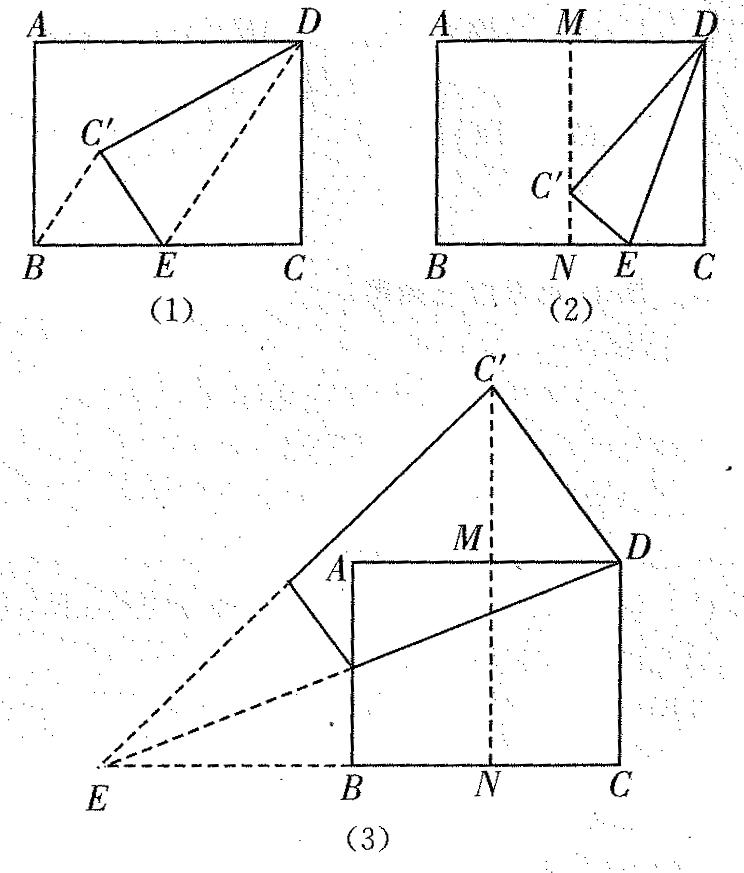 A D A M D
C′ C′
B E C B N E C
(1) (2)
C′
A M D
E B N C
(3)